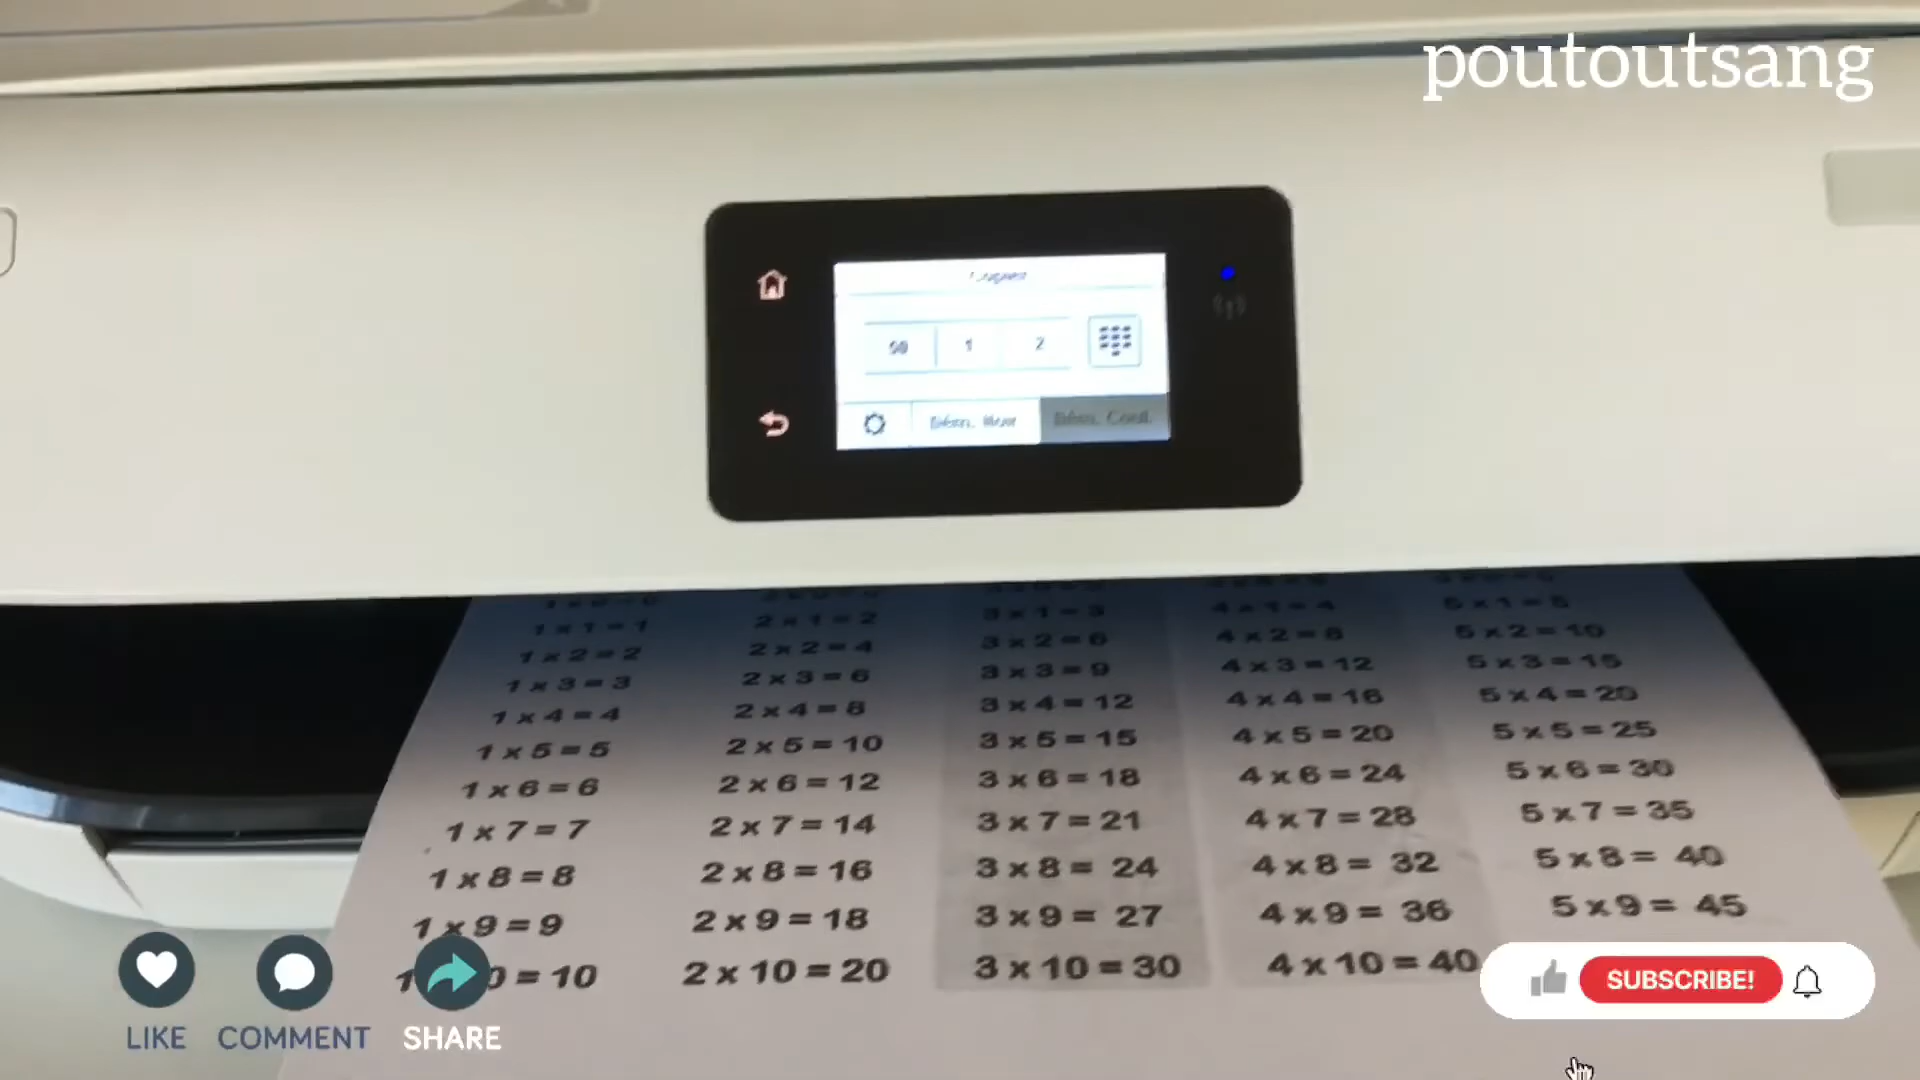 poutoutsang
Copier
50 1 2
Dém. Noir Dém. Coul.
1 x 1 = 1 2 x 1 = 2 3 x 1 = 3 4 x 1 = 4 5 x 1 = 5
1 x 2 = 2 2 x 2 = 4 3 x 2 = 6 4 x 2 = 8 5 x 2 = 10
1 x 3 = 3 2 x 3 = 6 3 x 3 = 9 4 x 3 = 12 5 x 3 = 15
1 x 4 = 4 2 x 4 = 8 3 x 4 = 12 4 x 4 = 16 5 x 4 = 20
1 x 5 = 5 2 x 5 = 10 3 x 5 = 15 4 x 5 = 20 5 x 5 = 25
1 x 6 = 6 2 x 6 = 12 3 x 6 = 18 4 x 6 = 24 5 x 6 = 30
1 x 7 = 7 2 x 7 = 14 3 x 7 = 21 4 x 7 = 28 5 x 7 = 35
1 x 8 = 8 2 x 8 = 16 3 x 8 = 24 4 x 8 = 32 5 x 8 = 40
1 x 9 = 9 2 x 9 = 18 3 x 9 = 27 4 x 9 = 36 5 x 9 = 45
1 0 = 10 2 x 10 = 20 3 x 10 = 30 4 x 10 = 40
SUBSCRIBE!
LIKE COMMENT SHARE